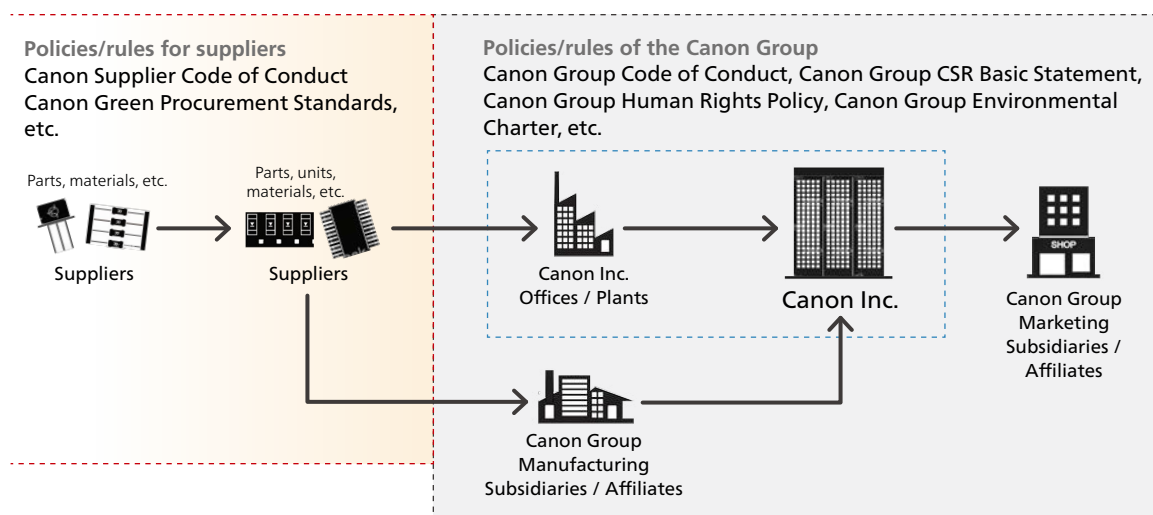 Policies/rules for suppliers
Canon Supplier Code of Conduct
Canon Green Procurement Standards,
etc.
Policies/rules of the Canon Group
Canon Group Code of Conduct, Canon Group CSR Basic Statement,
Canon Group Human Rights Policy, Canon Group Environmental
Charter, etc.
Parts, materials, etc.
Suppliers
Parts, units,
materials, etc.
Suppliers
Canon Inc.
Offices / Plants
Canon Inc.
SHOP
Canon Group
Marketing
Subsidiaries /
Affiliates
Canon Group
Manufacturing
Subsidiaries / Affiliates